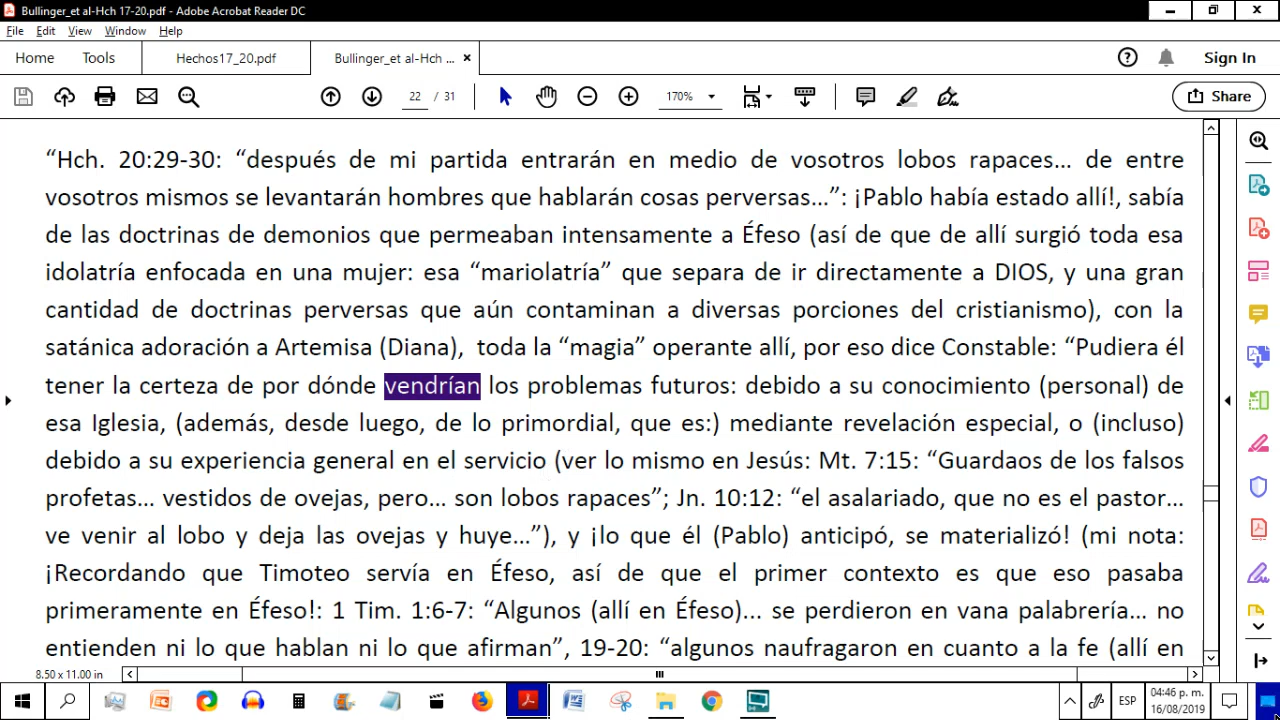 Bullinger_et al-Hch 17-20.pdf - Adobe Acrobat Reader DC
File Edit View Window Help
Home Tools Hechos17_20.pdf Bullinger_et al-Hch ... × Sign In
22 / 31 170% Share
“Hch. 20:29-30: “después de mi partida entrarán en medio de vosotros lobos rapaces… de entre
vosotros mismos se levantarán hombres que hablarán cosas perversas…”: ¡Pablo había estado allí!, sabía
de las doctrinas de demonios que permeaban intensamente a Éfeso (así de que de allí surgió toda esa
idolatría enfocada en una mujer: esa “mariolatría” que separa de ir directamente a DIOS, y una gran
cantidad de doctrinas perversas que aún contaminan a diversas porciones del cristianismo), con la
satánica adoración a Artemisa (Diana), toda la “magia” operante allí, por eso dice Constable: “Pudiera él
tener la certeza de por dónde vendrían los problemas futuros: debido a su conocimiento (personal) de
esa Iglesia, (además, desde luego, de lo primordial, que es:) mediante revelación especial, o (incluso)
debido a su experiencia general en el servicio (ver lo mismo en Jesús: Mt. 7:15: “Guardaos de los falsos
profetas… vestidos de ovejas, pero… son lobos rapaces”; Jn. 10:12: “el asalariado, que no es el pastor…
ve venir al lobo y deja las ovejas y huye…”), y ¡lo que él (Pablo) anticipó, se materializó! (mi nota:
¡Recordando que Timoteo servía en Éfeso, así de que el primer contexto es que eso pasaba
primeramente en Éfeso!: 1 Tim. 1:6-7: “Algunos (allí en Éfeso)… se perdieron en vana palabrería… no
entienden ni lo que hablan ni lo que afirman”, 19-20: “algunos naufragaron en cuanto a la fe (allí en
8.50 x 11.00 in
ESP 04:46 p. m.
16/08/2019